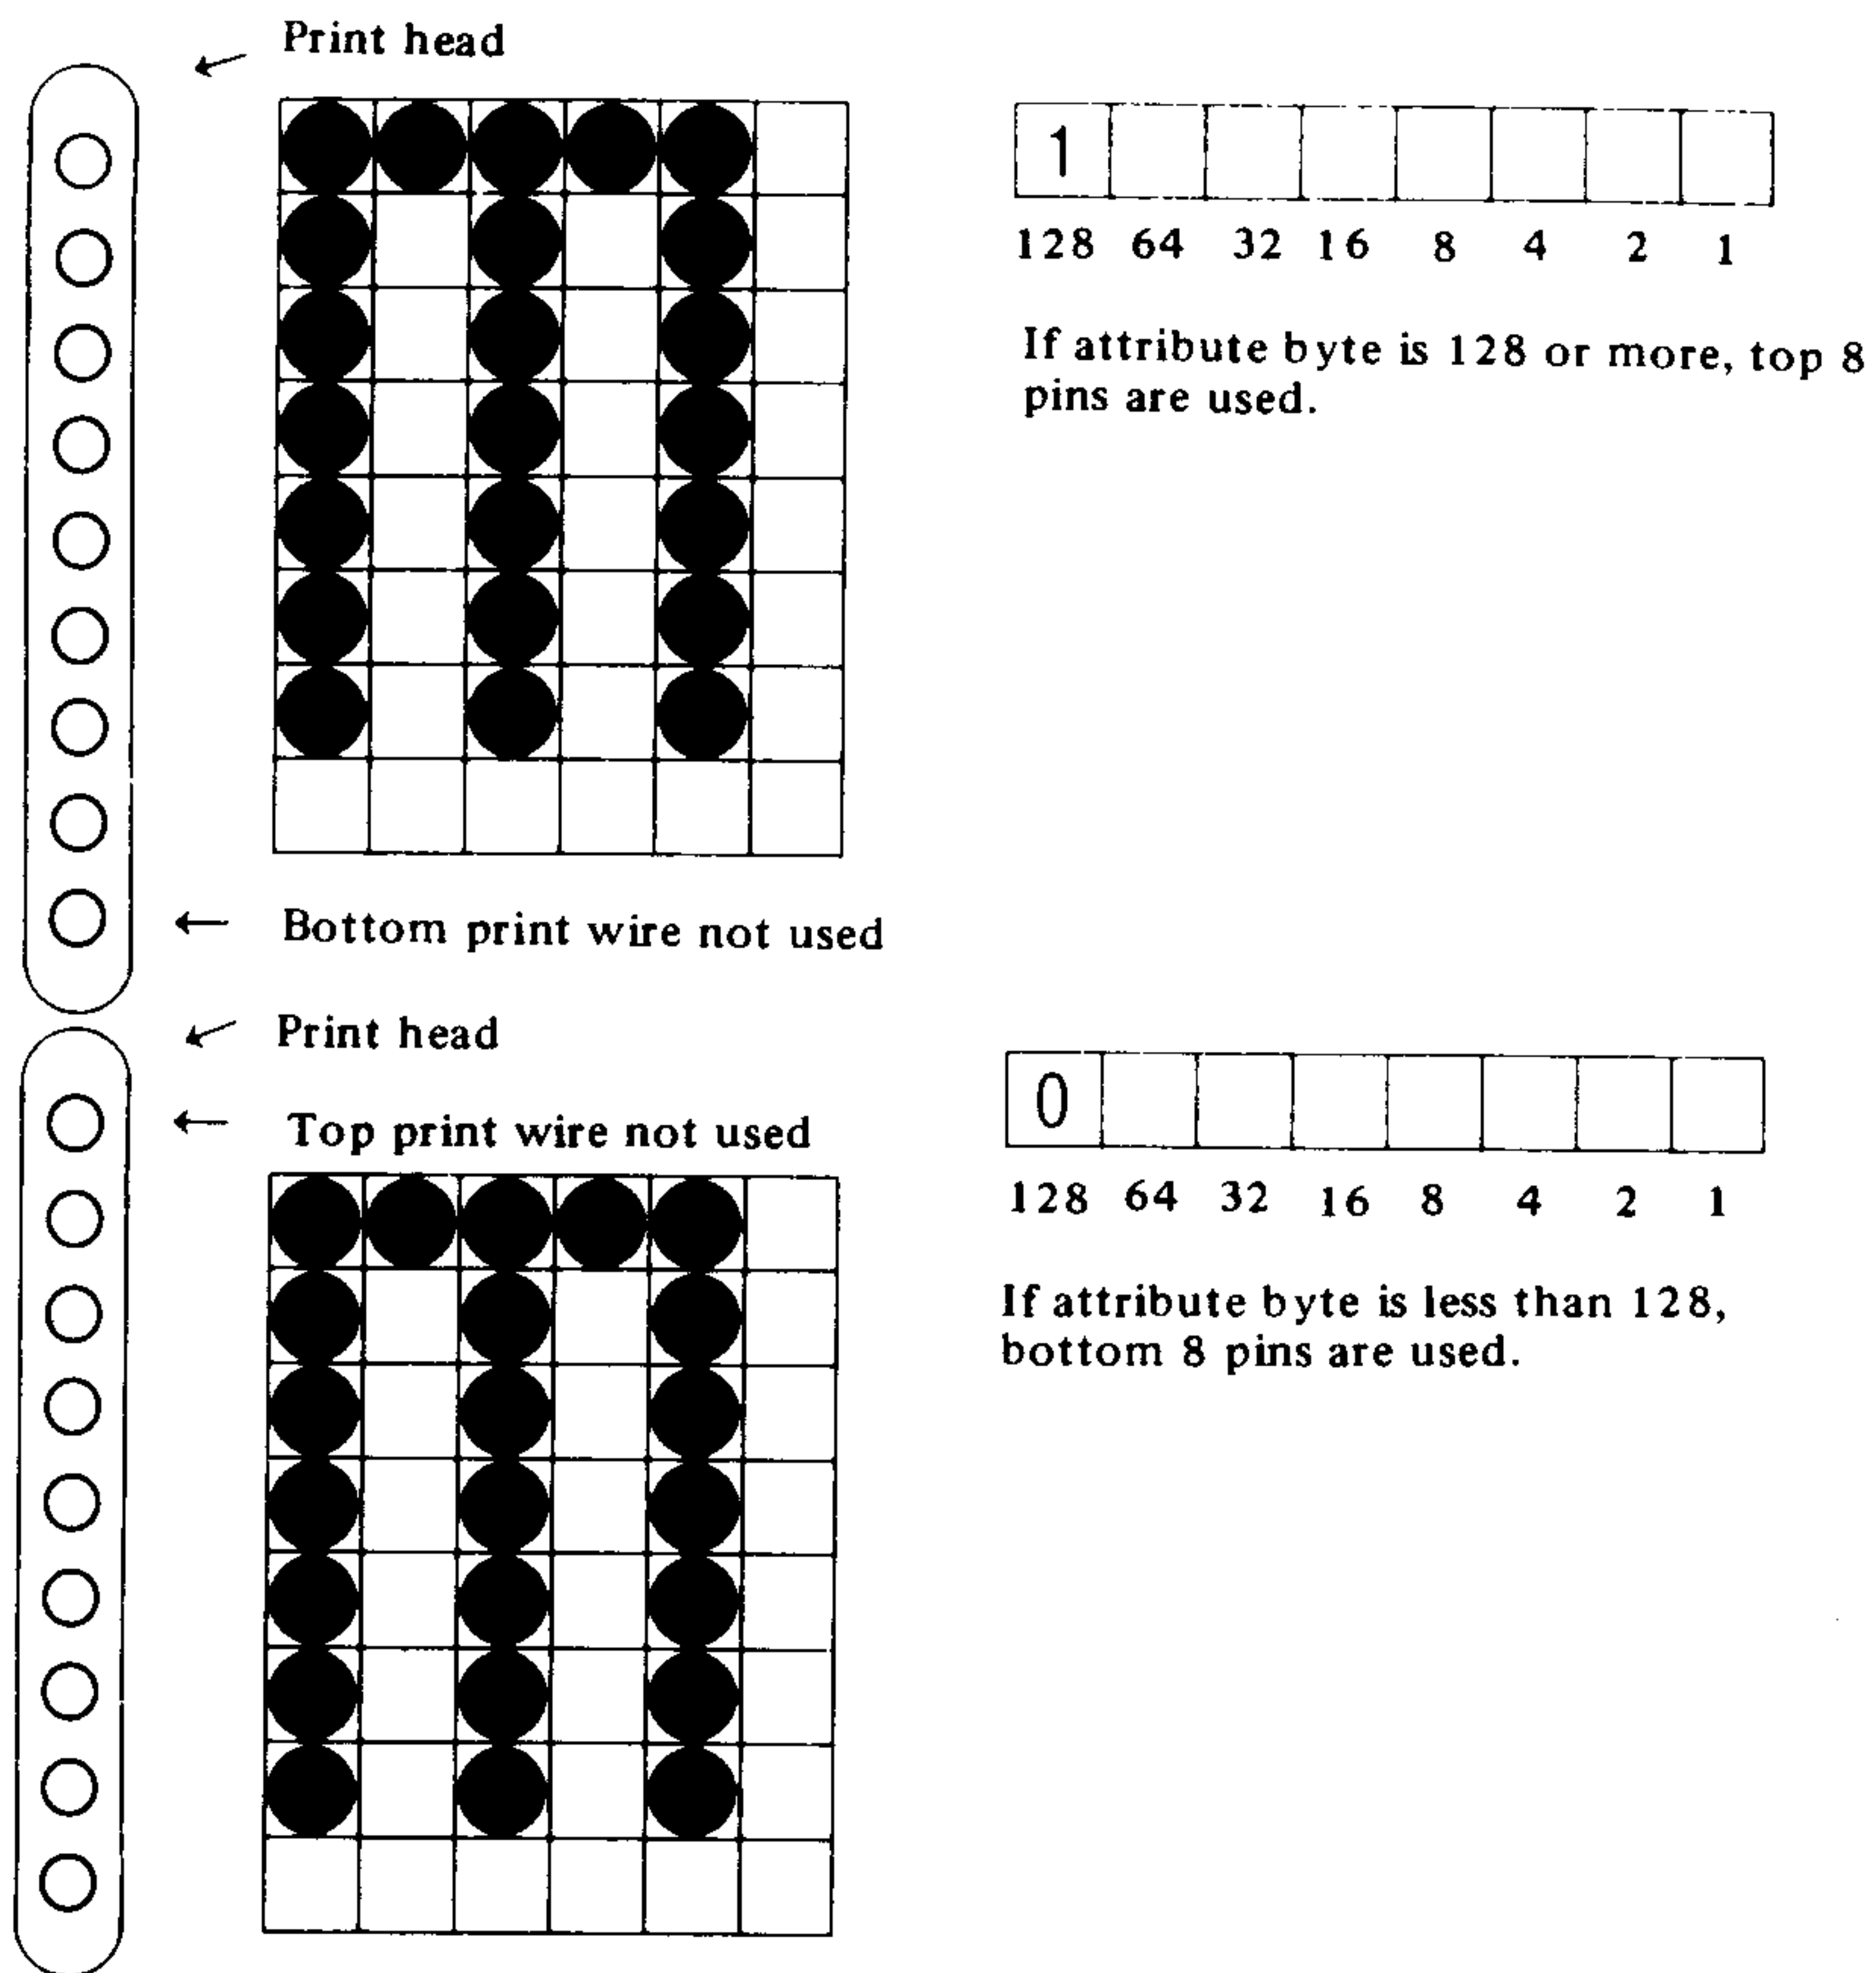 Print head
1
128 64 32 16 8 4 2 1
If attribute byte is 128 or more, top 8
pins are used.
Bottom print wire not used
Print head
Top print wire not used
0
128 64 32 16 8 4 2 1
If attribute byte is less than 128,
bottom 8 pins are used.